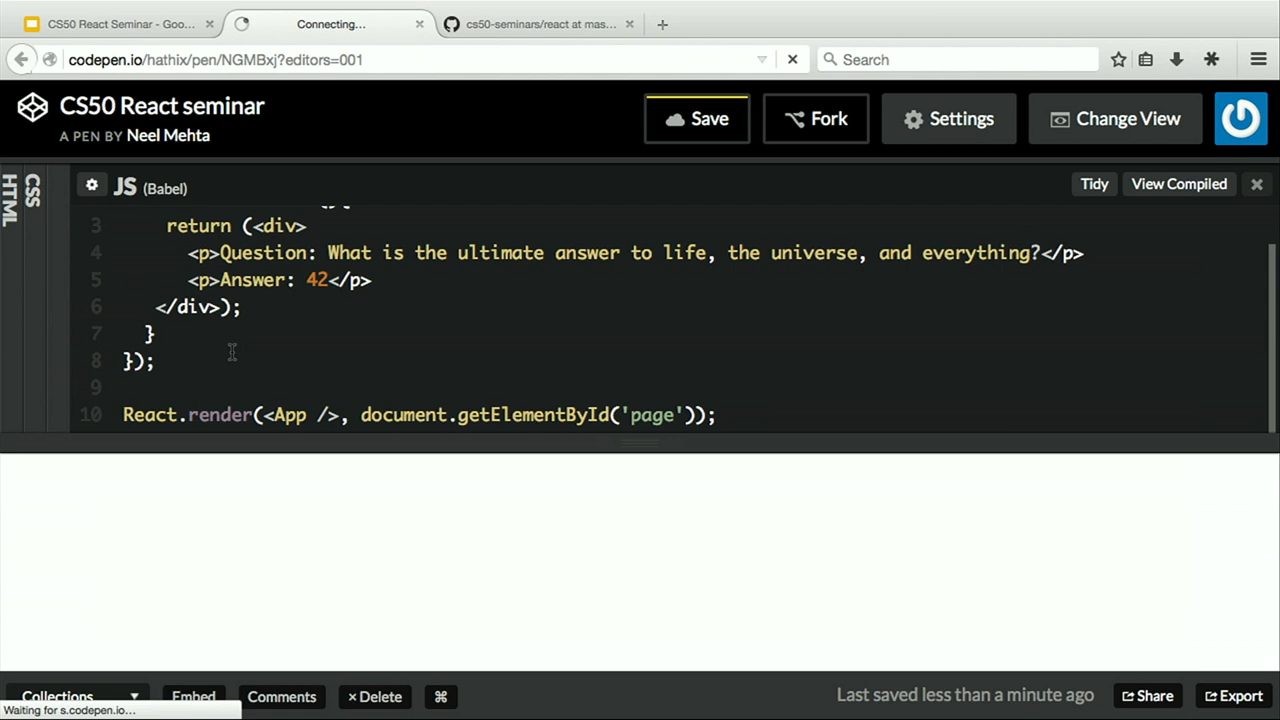 CS50 React Seminar - Goo...
Connecting...
cs50-seminars/react at mas...
codepen.io/hathix/pen/NGMBxj?editors=001
Search
CS50 React seminar
A PEN BY Neel Mehta
Save
Fork
Settings
Change View
HTML
CSS
JS (Babel)
Tidy
View Compiled
3 return (<div>
4 <p>Question: What is the ultimate answer to life, the universe, and everything?</p>
5 <p>Answer: 42</p>
6 </div>);
7 }
8 });
9
10 React.render(<App />, document.getElementById('page'));
Collections
Embed
Comments
× Delete
⌘
Last saved less than a minute ago
Share
Export
Waiting for s.codepen.io...